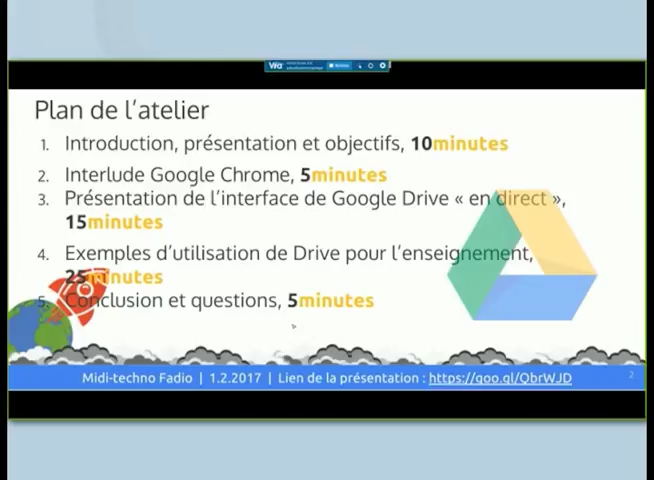 Via
Plan de l'atelier
1. Introduction, présentation et objectifs, 10minutes
2. Interlude Google Chrome, 5minutes
3. Présentation de l'interface de Google Drive « en direct »,
15minutes
4. Exemples d'utilisation de Drive pour l'enseignement,
25minutes
5. Conclusion et questions, 5minutes
Midi-techno Fadio | 1.2.2017 | Lien de la présentation : https://goo.gl/QbrWJD 2